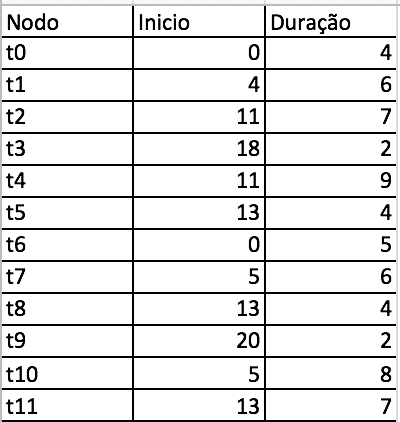 Nodo Inicio Duração
t0 0 4
t1 4 6
t2 11 7
t3 18 2
t4 11 9
t5 13 4
t6 0 5
t7 5 6
t8 13 4
t9 20 2
t10 5 8
t11 13 7